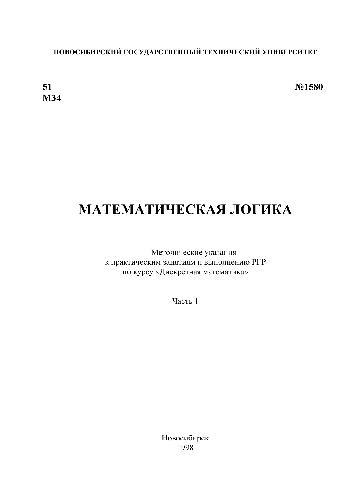 НОВОСИБИРСКИЙ ГОСУДАРСТВЕННЫЙ ТЕХНИЧЕСКИЙ УНИВЕРСИТЕТ
51 №1580
М34
МАТЕМАТИЧЕСКАЯ ЛОГИКА
Методические указания
к практическим занятиям и выполнению РГР
по курсу «Дискретная математика»
Часть 1
Новосибирск